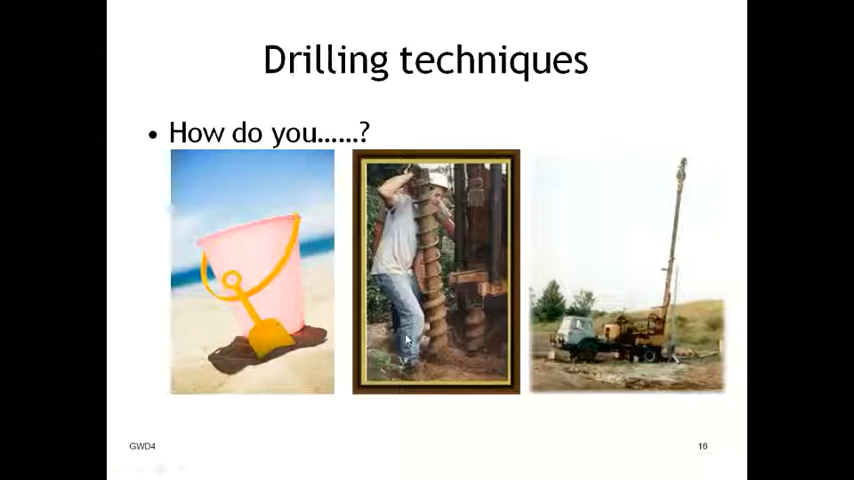 Drilling techniques
• How do you......?
GWD4
16